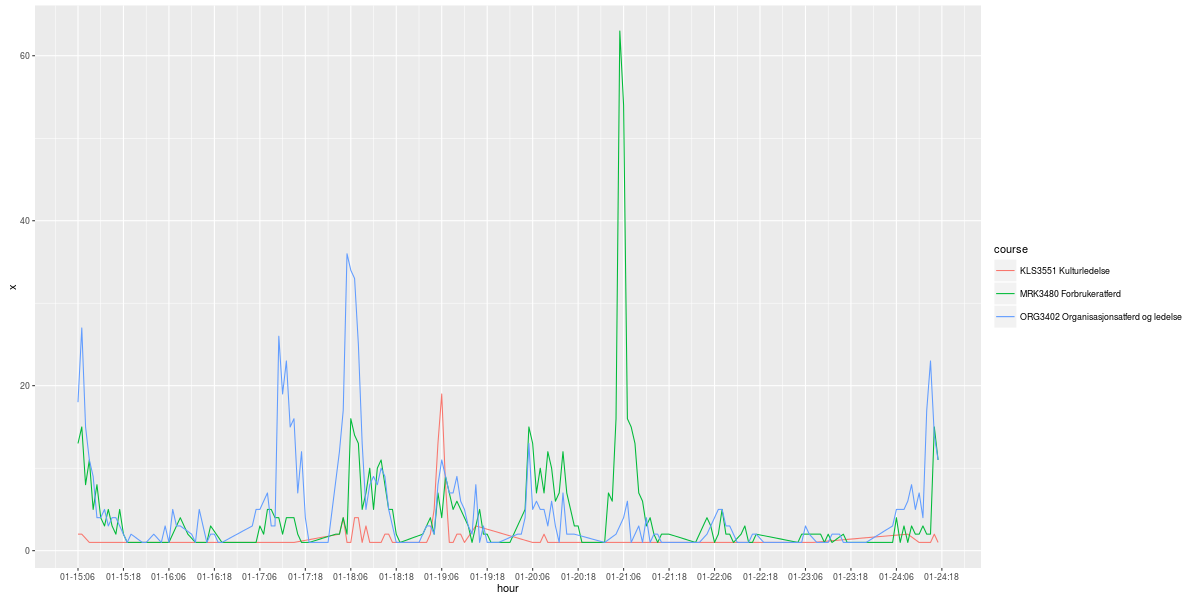 60
40
20
0
x
01-15:06 01-15:18 01-16:06 01-16:18 01-17:06 01-17:18 01-18:06 01-18:18 01-19:06 01-19:18 01-20:06 01-20:18 01-21:06 01-21:18 01-22:06 01-22:18 01-23:06 01-23:18 01-24:06 01-24:18
hour
course
KLS3551 Kulturledelse
MRK3480 Forbrukeratferd
ORG3402 Organisasjonsatferd og ledelse